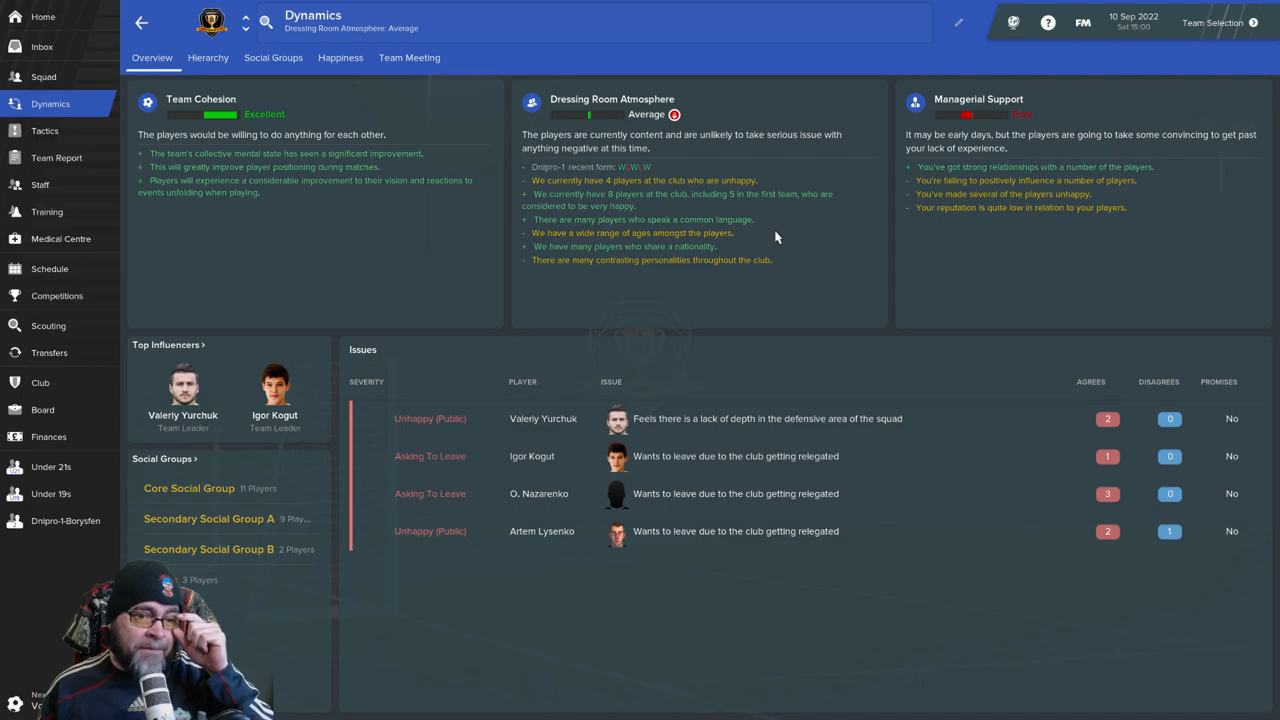 Home
Dynamics
Dressing Room Atmosphere: Average
FM
10 Sep 2022
Sat 15:00
Team Selection
Inbox
Squad
Dynamics
Tactics
Team Report
Staff
Training
Medical Centre
Schedule
Competitions
Scouting
Transfers
Club
Board
Finances
Under 21s
Under 19s
Dnipro-1-Borysfen
Overview
Hierarchy
Social Groups
Happiness
Team Meeting
Team Cohesion
Excellent
The players would be willing to do anything for each other.
+ The team's collective mental state has seen a significant improvement.
+ This will greatly improve player positioning during matches.
+ Players will experience a considerable improvement to their vision and reactions to
events unfolding when playing.
Dressing Room Atmosphere
Average
The players are currently content and are unlikely to take serious issue with
anything negative at this time.
- Dnipro-1 recent form: WLWLW
- We currently have 4 players at the club who are unhappy.
+ We currently have 8 players at the club, including 5 in the first team, who are
considered to be very happy.
+ There are many players who speak a common language.
- We have a wide range of ages amongst the players.
+ We have many players who share a nationality.
- There are many contrasting personalities throughout the club.
Managerial Support
Poor
It may be early days, but the players are going to take some convincing to get past
your lack of experience.
+ You've got strong relationships with a number of the players.
- You're failing to positively influence a number of players.
- You've made several of the players unhappy.
- Your reputation is quite low in relation to your players.
Top Influencers >
Valeriy Yurchuk
Team Leader
Igor Kogut
Team Leader
Social Groups >
Core Social Group 11 Players
Secondary Social Group A 9 Play...
Secondary Social Group B 2 Players
3 Players
Issues
SEVERITY PLAYER ISSUE AGREES DISAGREES PROMISES
Unhappy (Public) Valeriy Yurchuk Feels there is a lack of depth in the defensive area of the squad 2 0 No
Asking To Leave Igor Kogut Wants to leave due to the club getting relegated 1 0 No
Asking To Leave O. Nazarenko Wants to leave due to the club getting relegated 3 0 No
Unhappy (Public) Artem Lysenko Wants to leave due to the club getting relegated 2 1 No